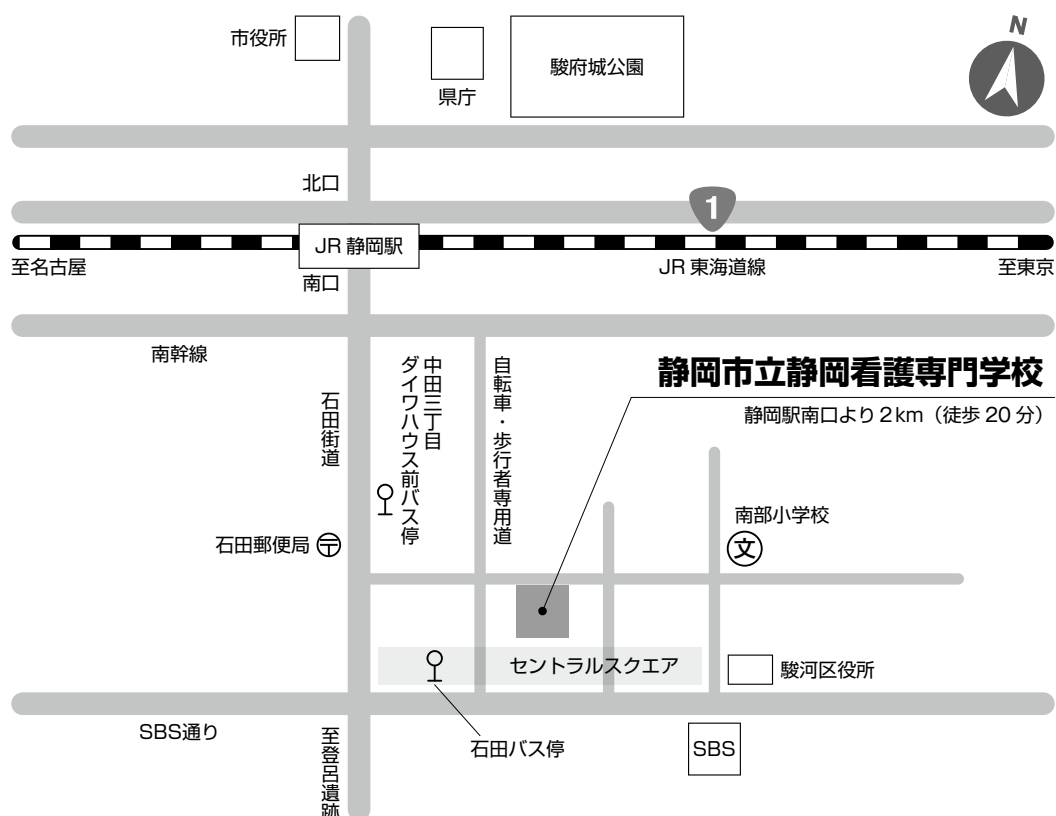 市役所
県庁
駿府城公園
N
北口
1
JR 静岡駅
至名古屋
南口
JR 東海道線
至東京
南幹線
石田街道
中田三丁目
ダイワハウス前バス停
自転車・歩行者専用道
静岡市立静岡看護専門学校
静岡駅南口より2km（徒歩 20 分）
石田郵便局 〒
南部小学校
文
セントラルスクエア
駿河区役所
SBS通り
石田バス停
SBS
至登呂遺跡